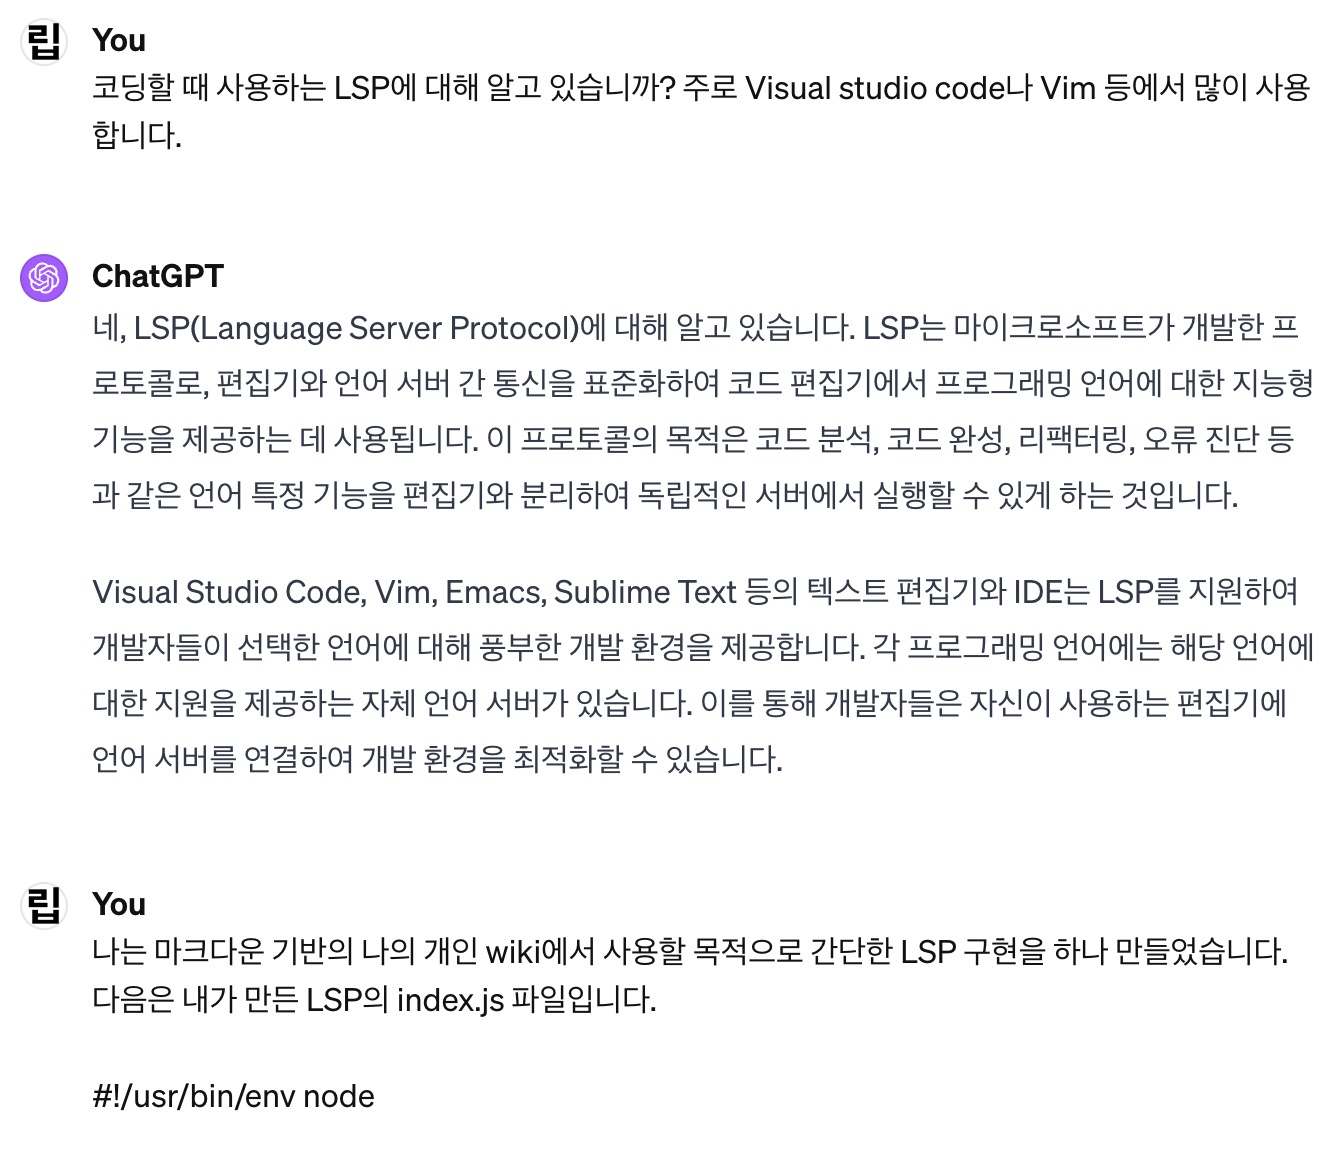 립 You
코딩할 때 사용하는 LSP에 대해 알고 있습니까? 주로 Visual studio code나 Vim 등에서 많이 사용
합니다.
ChatGPT
네, LSP(Language Server Protocol)에 대해 알고 있습니다. LSP는 마이크로소프트가 개발한 프
로토콜로, 편집기와 언어 서버 간 통신을 표준화하여 코드 편집기에서 프로그래밍 언어에 대한 지능형
기능을 제공하는 데 사용됩니다. 이 프로토콜의 목적은 코드 분석, 코드 완성, 리팩터링, 오류 진단 등
과 같은 언어 특정 기능을 편집기와 분리하여 독립적인 서버에서 실행할 수 있게 하는 것입니다.
Visual Studio Code, Vim, Emacs, Sublime Text 등의 텍스트 편집기와 IDE는 LSP를 지원하여
개발자들이 선택한 언어에 대해 풍부한 개발 환경을 제공합니다. 각 프로그래밍 언어에는 해당 언어에
대한 지원을 제공하는 자체 언어 서버가 있습니다. 이를 통해 개발자들은 자신이 사용하는 편집기에
언어 서버를 연결하여 개발 환경을 최적화할 수 있습니다.
립 You
나는 마크다운 기반의 나의 개인 wiki에서 사용할 목적으로 간단한 LSP 구현을 하나 만들었습니다.
다음은 내가 만든 LSP의 index.js 파일입니다.
#!/usr/bin/env node